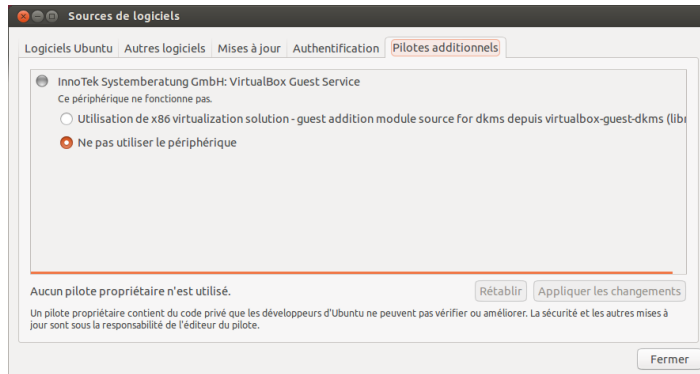 Sources de logiciels
Logiciels Ubuntu Autres logiciels Mises à jour Authentification Pilotes additionnels
InnoTek Systemberatung GmbH: VirtualBox Guest Service
Ce périphérique ne fonctionne pas.
Utilisation de x86 virtualization solution - guest addition module source for dkms depuis virtualbox-guest-dkms (libr
Ne pas utiliser le périphérique
Aucun pilote propriétaire n'est utilisé. Rétablir Appliquer les changements
Un pilote propriétaire contient du code privé que les développeurs d'Ubuntu ne peuvent pas vérifier ou améliorer. La sécurité et les autres mises à
jour sont sous la responsabilité de l'éditeur du pilote.
Fermer